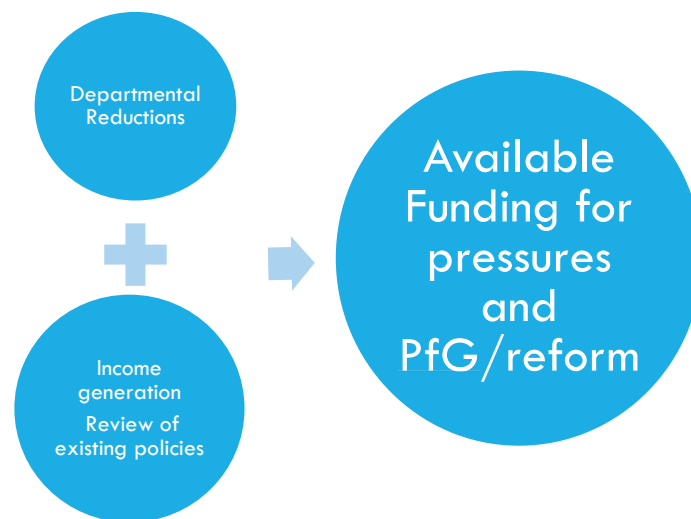 Departmental
Reductions
Income
generation
Review of
existing policies
Available
Funding for
pressures
and
PfG/reform